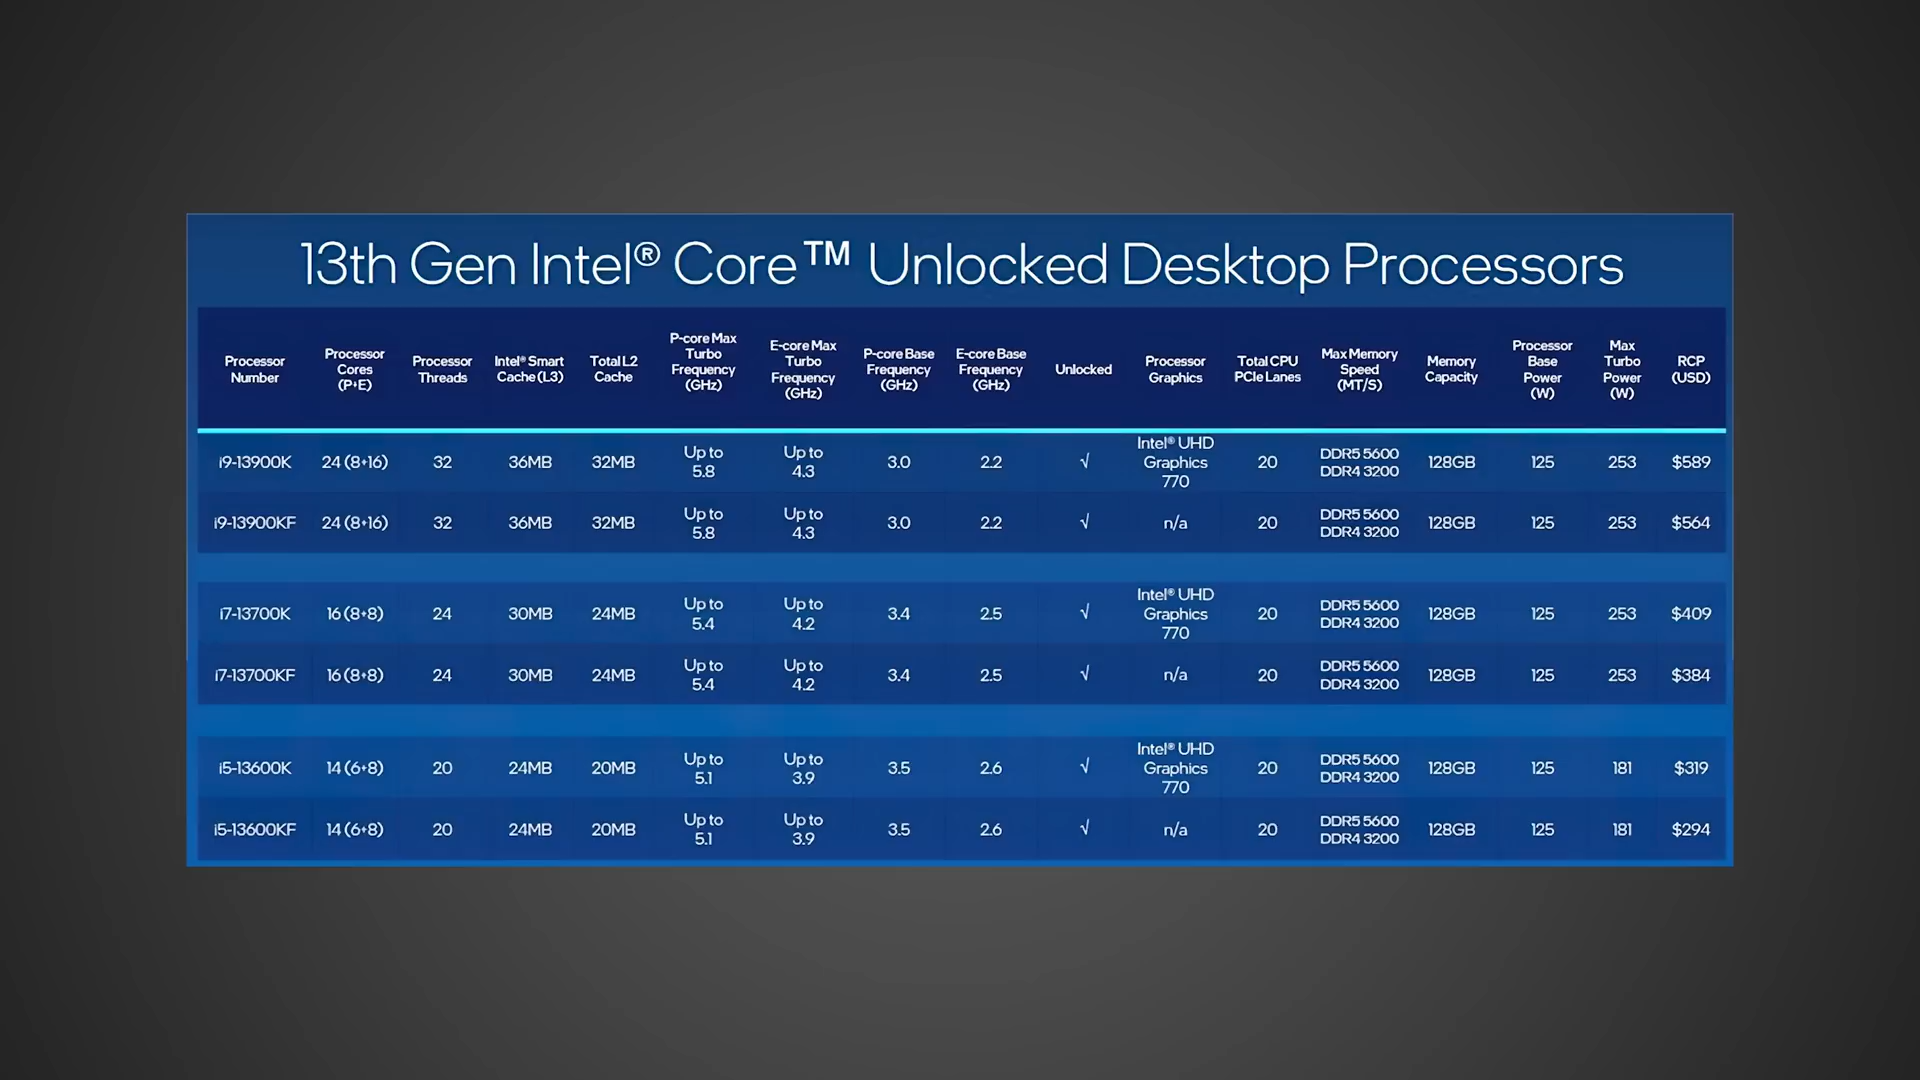 13th Gen Intel® Core™ Unlocked Desktop Processors
Processor Number | Processor Cores (P+E) | Processor Threads | Intel® Smart Cache (L3) | Total L2 Cache | P-core Max Turbo Frequency (GHz) | E-core Max Turbo Frequency (GHz) | P-core Base Frequency (GHz) | E-core Base Frequency (GHz) | Unlocked | Processor Graphics | Total CPU PCIe Lanes | Max Memory Speed (MT/S) | Memory Capacity | Processor Base Power (W) | Max Turbo Power (W) | RCP (USD)
i9-13900K | 24 (8+16) | 32 | 36MB | 32MB | Up to 5.8 | Up to 4.3 | 3.0 | 2.2 | √ | Intel® UHD Graphics 770 | 20 | DDR5 5600 DDR4 3200 | 128GB | 125 | 253 | $589
i9-13900KF | 24 (8+16) | 32 | 36MB | 32MB | Up to 5.8 | Up to 4.3 | 3.0 | 2.2 | √ | n/a | 20 | DDR5 5600 DDR4 3200 | 128GB | 125 | 253 | $564
i7-13700K | 16 (8+8) | 24 | 30MB | 24MB | Up to 5.4 | Up to 4.2 | 3.4 | 2.5 | √ | Intel® UHD Graphics 770 | 20 | DDR5 5600 DDR4 3200 | 128GB | 125 | 253 | $409
i7-13700KF | 16 (8+8) | 24 | 30MB | 24MB | Up to 5.4 | Up to 4.2 | 3.4 | 2.5 | √ | n/a | 20 | DDR5 5600 DDR4 3200 | 128GB | 125 | 253 | $384
i5-13600K | 14 (6+8) | 20 | 24MB | 20MB | Up to 5.1 | Up to 3.9 | 3.5 | 2.6 | √ | Intel® UHD Graphics 770 | 20 | DDR5 5600 DDR4 3200 | 128GB | 125 | 181 | $319
i5-13600KF | 14 (6+8) | 20 | 24MB | 20MB | Up to 5.1 | Up to 3.9 | 3.5 | 2.6 | √ | n/a | 20 | DDR5 5600 DDR4 3200 | 128GB | 125 | 181 | $294